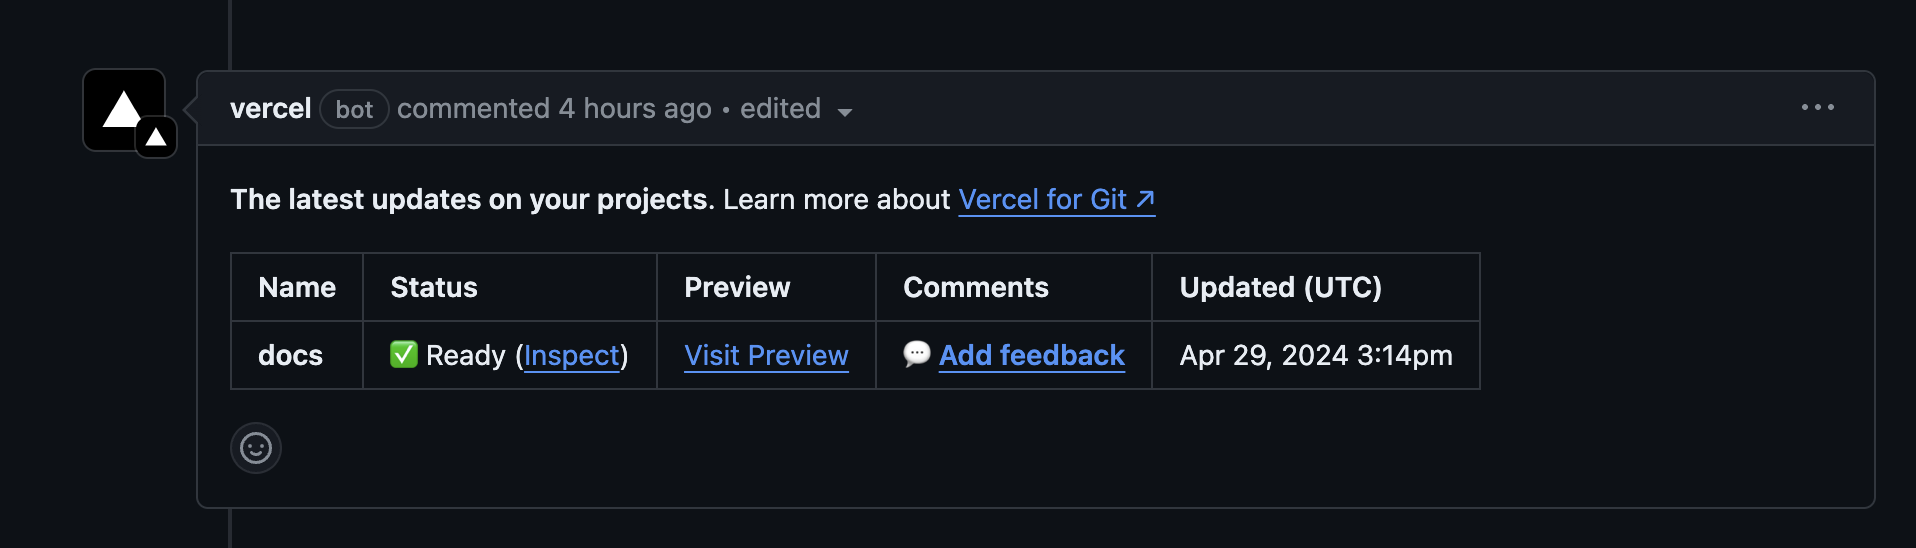 vercel bot commented 4 hours ago • edited
The latest updates on your projects. Learn more about Vercel for Git ↗
Name Status Preview Comments Updated (UTC)
docs ✅ Ready (Inspect) Visit Preview 💬 Add feedback Apr 29, 2024 3:14pm